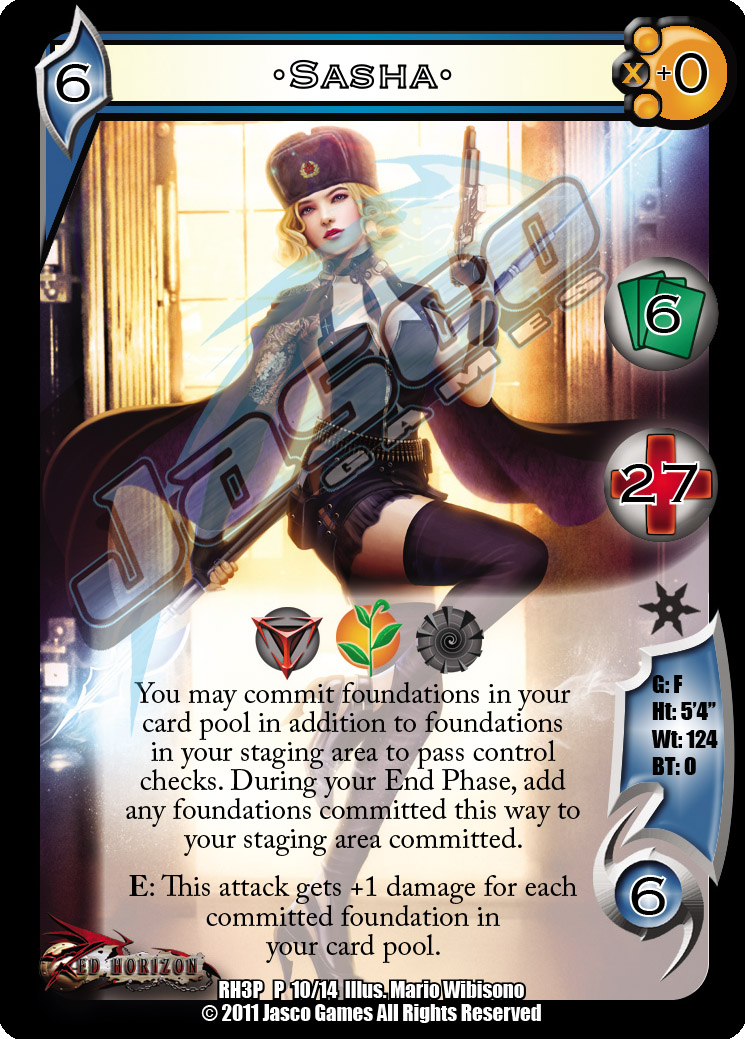 6
•SASHA•
X +0
6
27
JASCO
GAMES
G: F
Ht: 5'4"
Wt: 124
BT: 0
You may commit foundations in your
card pool in addition to foundations
in your staging area to pass control
checks. During your End Phase, add
any foundations committed this way to
your staging area committed.
E: This attack gets +1 damage for each
committed foundation in
your card pool.
6
RED HORIZON
RH3P P 10/14 Illus. Mario Wibisono
© 2011 Jasco Games All Rights Reserved